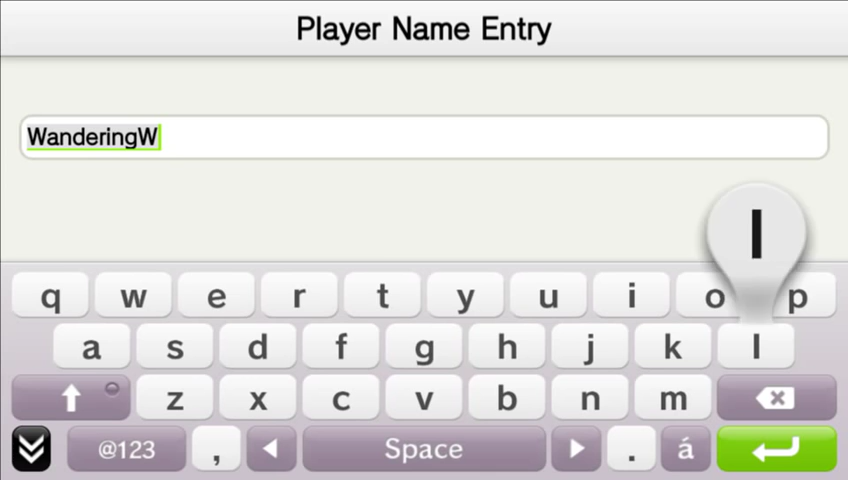 Player Name Entry
WanderingW
l
q w e r t y u i o p
a s d f g h j k l
z x c v b n m
@123 , Space . á